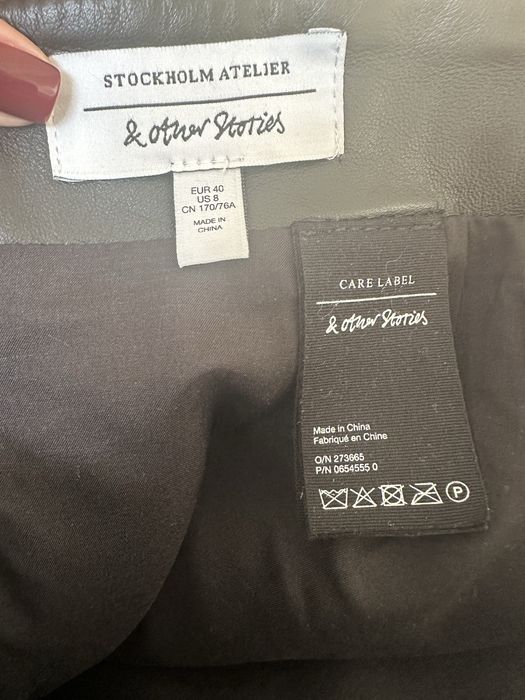 STOCKHOLM ATELIER
& Other Stories
EUR 40
US 8
CN 170/76A
MADE IN
CHINA
CARE LABEL
& Other Stories
Made in China
Fabriqué en Chine
O/N 273665
P/N 0654555 0
P